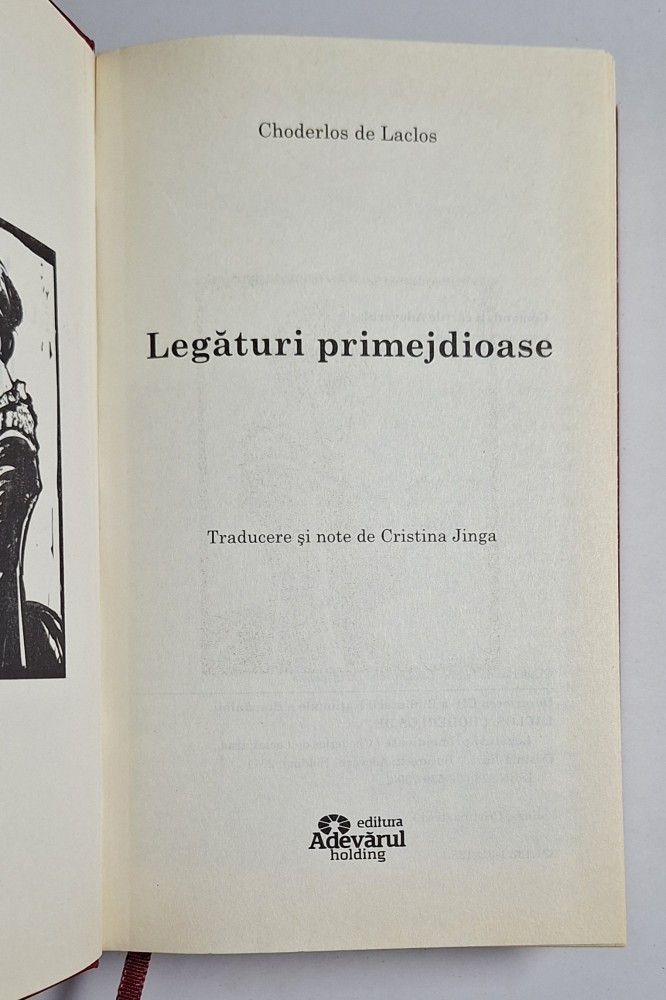 Choderlos de Laclos
Legături primejdioase
Traducere şi note de Cristina Jinga
editura
Adevărul
holding